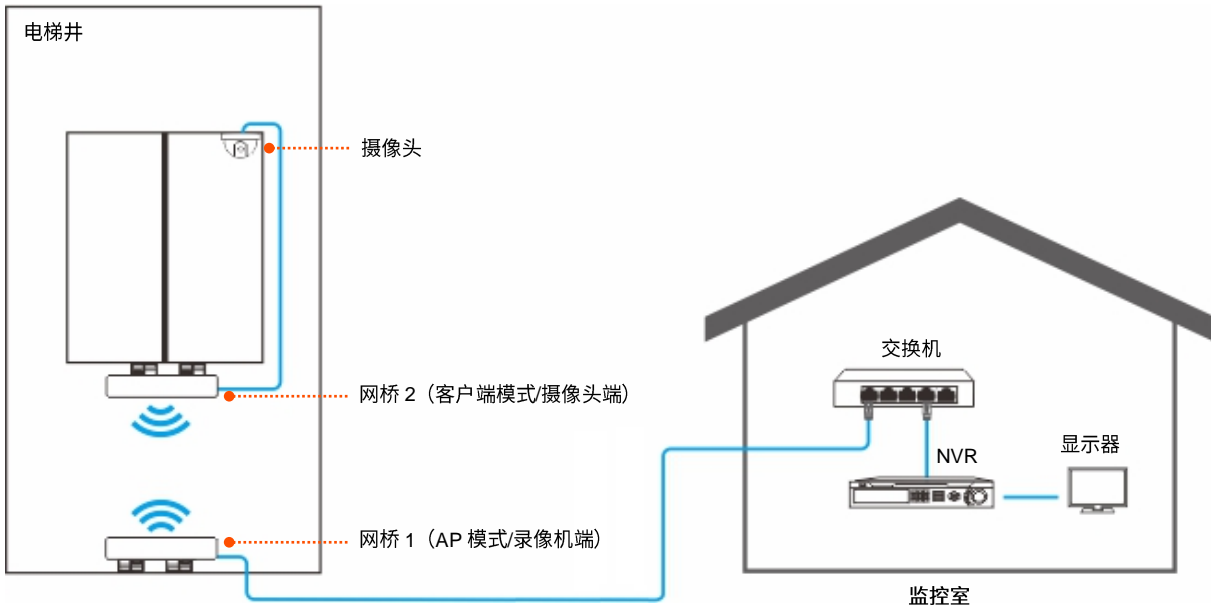 电梯井
摄像头
交换机
网桥 2（客户端模式/摄像头端）
显示器
NVR
网桥 1（AP 模式/录像机端）
监控室